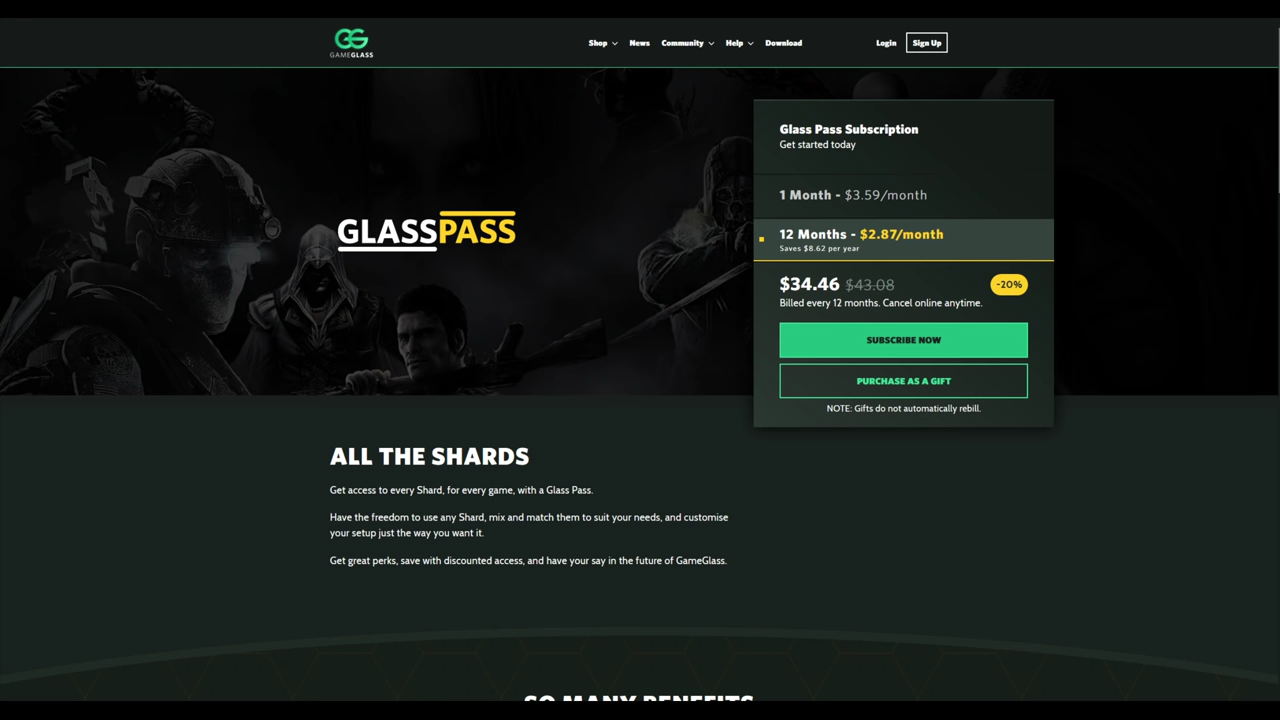 GG
GAMEGLASS
Shop News Community Help Download Login Sign Up
GLASSPASS
Glass Pass Subscription
Get started today
1 Month - $3.59/month
12 Months - $2.87/month
Saves $8.62 per year
$34.46 $43.08 -20%
Billed every 12 months. Cancel online anytime.
SUBSCRIBE NOW
PURCHASE AS A GIFT
NOTE: Gifts do not automatically rebill.
ALL THE SHARDS
Get access to every Shard, for every game, with a Glass Pass.
Have the freedom to use any Shard, mix and match them to suit your needs, and customise
your setup just the way you want it.
Get great perks, save with discounted access, and have your say in the future of GameGlass.
SO MANY BENEFITS